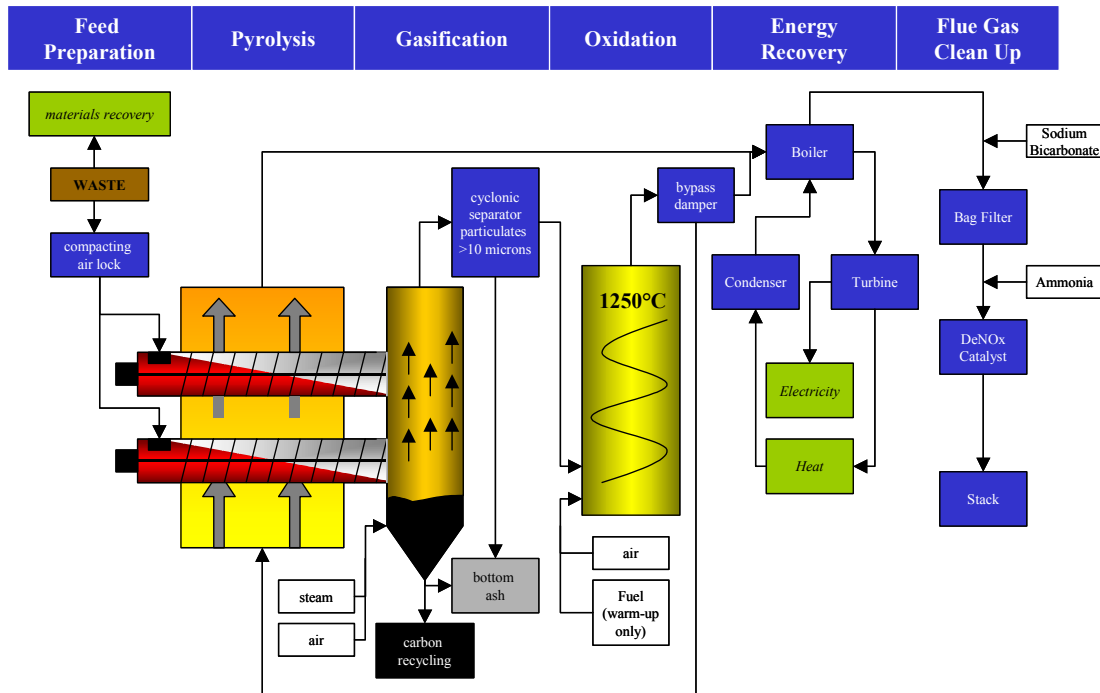 Feed
Preparation
Pyrolysis
Gasification
Oxidation
Energy
Recovery
Flue Gas
Clean Up
materials recovery
WASTE
compacting
air lock
cyclonic
separator
particulates
>10 microns
bypass
damper
Boiler
Sodium
Bicarbonate
Bag Filter
Condenser
Turbine
Ammonia
1250°C
DeNOx
Catalyst
Electricity
Heat
Stack
air
steam
bottom
ash
Fuel
(warm-up
only)
air
carbon
recycling